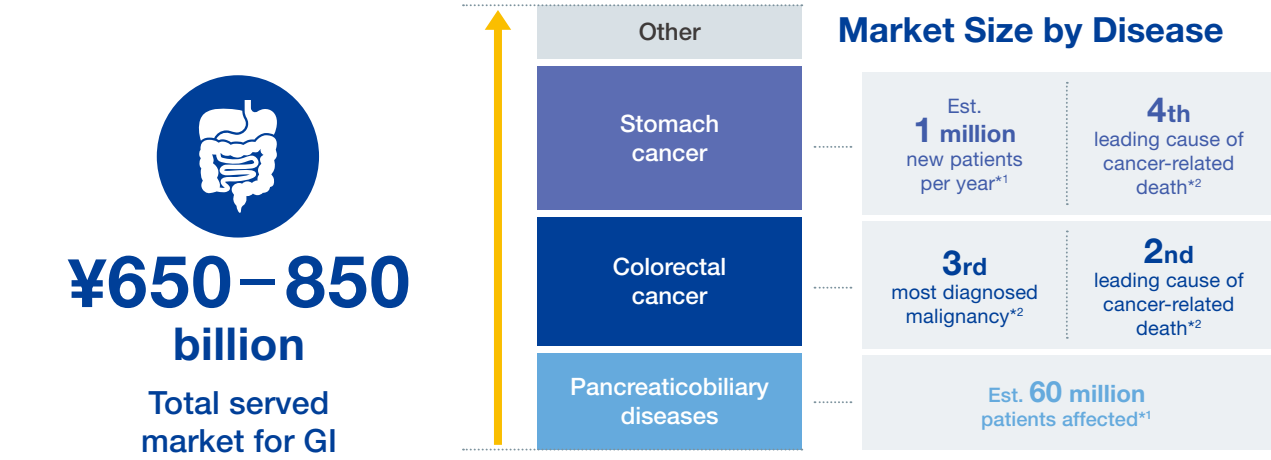 ¥650–850
billion
Total served
market for GI
Other
Stomach
cancer
Colorectal
cancer
Pancreaticobiliary
diseases
Market Size by Disease
Est.
1 million
new patients
per year*1
4th
leading cause of
cancer-related
death*2
3rd
most diagnosed
malignancy*2
2nd
leading cause of
cancer-related
death*2
Est. 60 million
patients affected*1